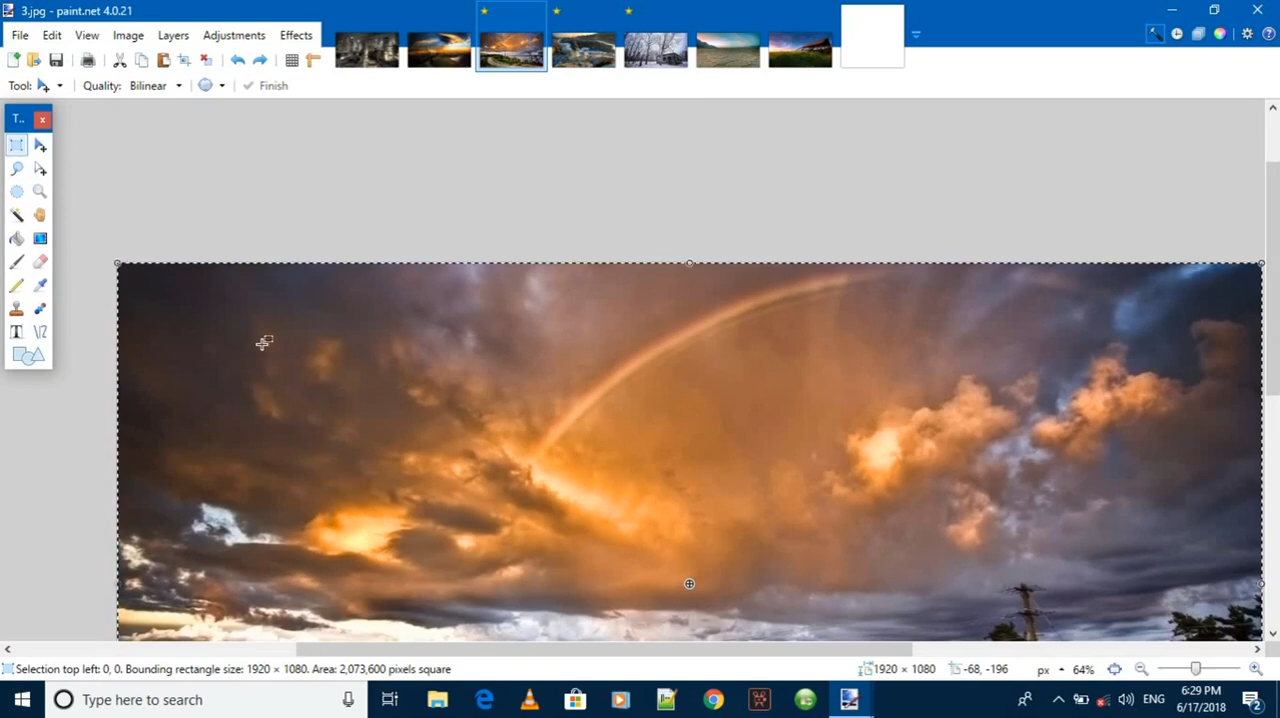 3.jpg - paint.net 4.0.21
File Edit View Image Layers Adjustments Effects
Tool: Quality: Bilinear Finish
T..
Selection top left: 0, 0. Bounding rectangle size: 1920 × 1080. Area: 2,073,600 pixels square 1920 × 1080 -68, -196 px 64%
Type here to search ENG 6:29 PM
6/17/2018 2